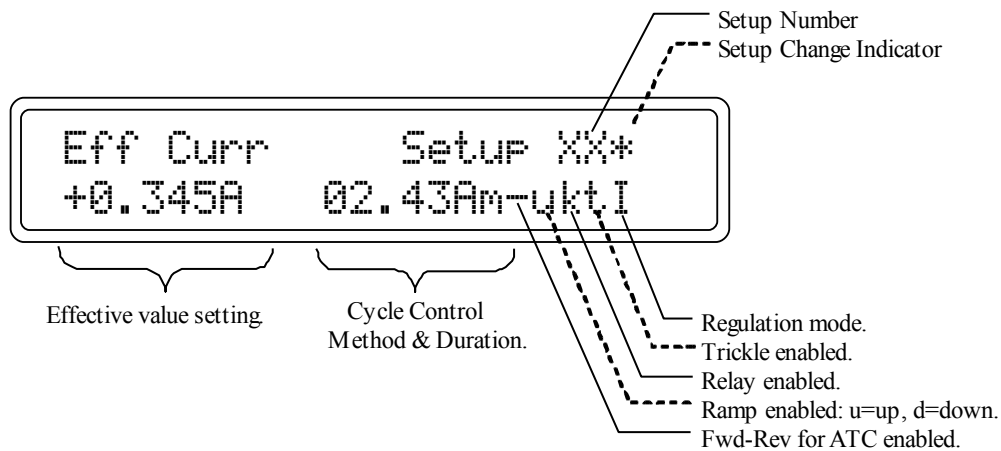 Setup Number
Setup Change Indicator
Eff Curr Setup XX*
+0.345A 02.43Am-uktI
Effective value setting.
Cycle Control
Method & Duration.
Regulation mode.
Trickle enabled.
Relay enabled.
Ramp enabled: u=up, d=down.
Fwd-Rev for ATC enabled.